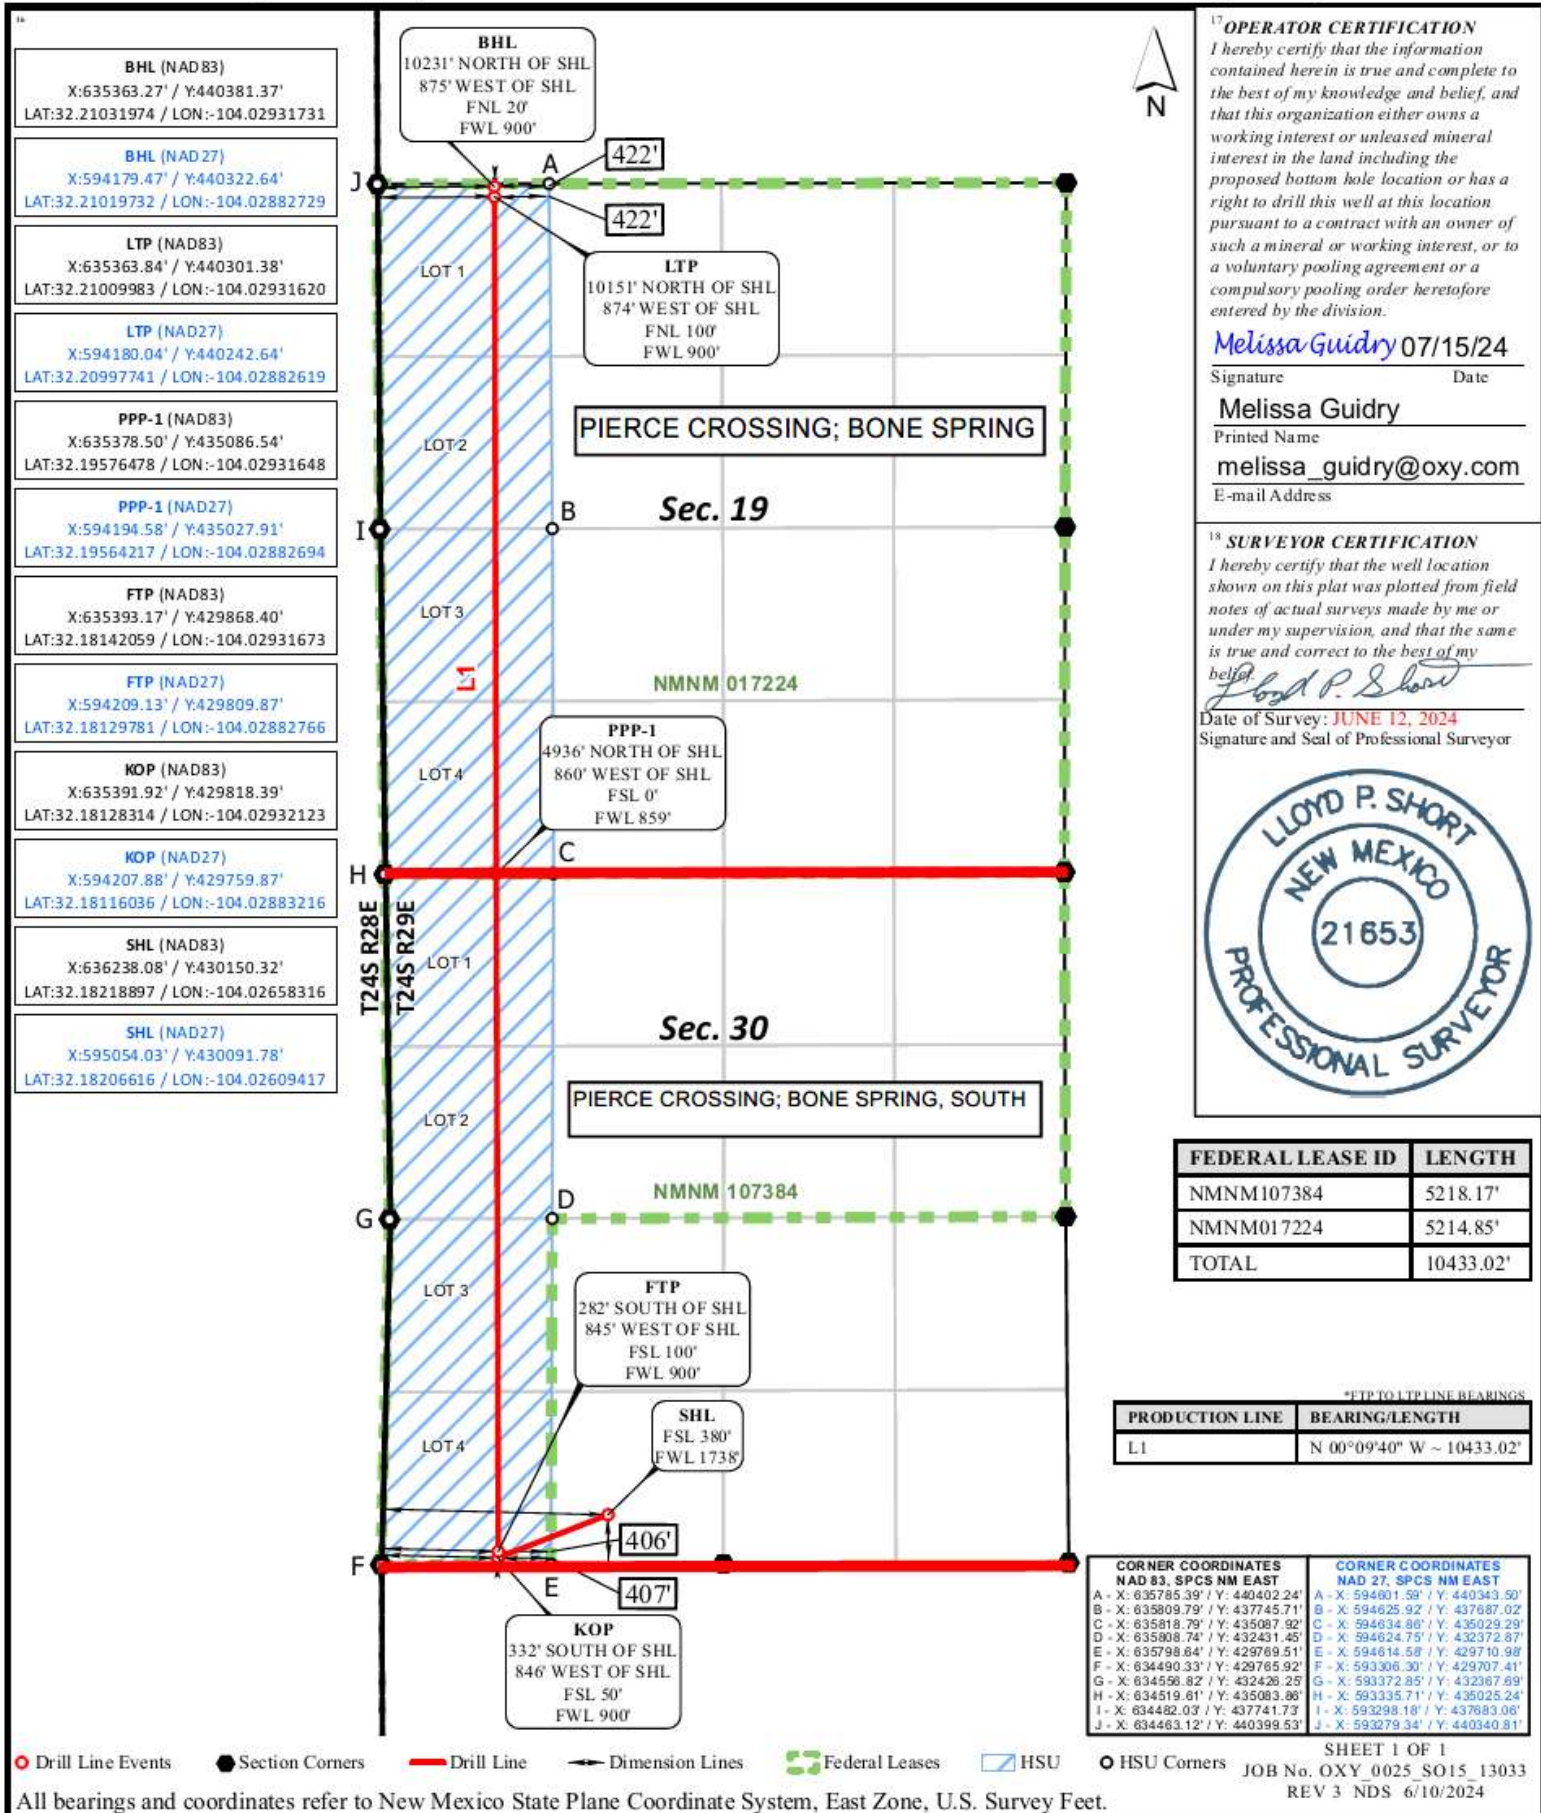 16
BHL (NAD83)
X:635363.27' / Y:440381.37'
LAT:32.21031974 / LON:-104.02931731
BHL (NAD27)
X:594179.47' / Y:440322.64'
LAT:32.21019732 / LON:-104.02882729
LTP (NAD83)
X:635363.84' / Y:440301.38'
LAT:32.21009983 / LON:-104.02931620
LTP (NAD27)
X:594180.04' / Y:440242.64'
LAT:32.20997741 / LON:-104.02882619
PPP-1 (NAD83)
X:635378.50' / Y:435086.54'
LAT:32.19576478 / LON:-104.02931648
PPP-1 (NAD27)
X:594194.58' / Y:435027.91'
LAT:32.19564217 / LON:-104.02882694
FTP (NAD83)
X:635393.17' / Y:429868.40'
LAT:32.18142059 / LON:-104.02931673
FTP (NAD27)
X:594209.13' / Y:429809.87'
LAT:32.18129781 / LON:-104.02882766
KOP (NAD83)
X:635391.92' / Y:429818.39'
LAT:32.18128314 / LON:-104.02932123
KOP (NAD27)
X:594207.88' / Y:429759.87'
LAT:32.18116036 / LON:-104.02883216
SHL (NAD83)
X:636238.08' / Y:430150.32'
LAT:32.18218897 / LON:-104.02658316
SHL (NAD27)
X:595054.03' / Y:430091.78'
LAT:32.18206616 / LON:-104.02609417
BHL
10231' NORTH OF SHL
875' WEST OF SHL
FNL 20'
FWL 900'
N
J
A
422'
422'
LOT 1
LTP
10151' NORTH OF SHL
874' WEST OF SHL
FNL 100'
FWL 900'
PIERCE CROSSING; BONE SPRING
LOT 2
I
B
Sec. 19
LOT 3
L1
NMNM 017224
PPP-1
4936' NORTH OF SHL
860' WEST OF SHL
FSL 0'
FWL 859'
LOT 4
H
C
T24S R28E
T24S R29E
LOT 1
Sec. 30
PIERCE CROSSING; BONE SPRING, SOUTH
LOT 2
NMNM 107384
G
D
LOT 3
FTP
282' SOUTH OF SHL
845' WEST OF SHL
FSL 100'
FWL 900'
SHL
FSL 380'
FWL 1738'
LOT 4
406'
F
E
407'
KOP
332' SOUTH OF SHL
846' WEST OF SHL
FSL 50'
FWL 900'
17 OPERATOR CERTIFICATION
I hereby certify that the information
contained herein is true and complete to
the best of my knowledge and belief, and
that this organization either owns a
working interest or unleased mineral
interest in the land including the
proposed bottom hole location or has a
right to drill this well at this location
pursuant to a contract with an owner of
such a mineral or working interest, or to
a voluntary pooling agreement or a
compulsory pooling order heretofore
entered by the division.
Melissa Guidry 07/15/24
Signature Date
Melissa Guidry
Printed Name
melissa_guidry@oxy.com
E-mail Address
18 SURVEYOR CERTIFICATION
I hereby certify that the well location
shown on this plat was plotted from field
notes of actual surveys made by me or
under my supervision, and that the same
is true and correct to the best of my
belief.
Lloyd P. Short
Date of Survey: JUNE 12, 2024
Signature and Seal of Professional Surveyor
LLOYD P. SHORT
NEW MEXICO
21653
PROFESSIONAL SURVEYOR
FEDERAL LEASE ID LENGTH
NMNM107384 5218.17'
NMNM017224 5214.85'
TOTAL 10433.02'
*FTP TO LTP LINE BEARINGS
PRODUCTION LINE BEARING/LENGTH
L1 N 00°09'40" W ~ 10433.02'
CORNER COORDINATES
NAD 83, SPCS NM EAST
A - X: 635785.39' / Y: 440402.24'
B - X: 635809.79' / Y: 437745.71'
C - X: 635818.79' / Y: 435087.92'
D - X: 635808.74' / Y: 432431.45'
E - X: 635798.64' / Y: 429769.51'
F - X: 634490.33' / Y: 429765.92'
G - X: 634556.82' / Y: 432426.25'
H - X: 634519.61' / Y: 435083.86'
I - X: 634482.03' / Y: 437741.73'
J - X: 634463.12' / Y: 440399.53'
CORNER COORDINATES
NAD 27, SPCS NM EAST
A - X: 594601.59' / Y: 440343.50'
B - X: 594625.92' / Y: 437687.02'
C - X: 594634.86' / Y: 435029.29'
D - X: 594624.75' / Y: 432372.87'
E - X: 594614.58' / Y: 429710.98'
F - X: 593306.30' / Y: 429707.41'
G - X: 593372.85' / Y: 432367.69'
H - X: 593335.71' / Y: 435025.24'
I - X: 593298.18' / Y: 437683.06'
J - X: 593279.34' / Y: 440340.81'
Drill Line Events Section Corners Drill Line Dimension Lines Federal Leases HSU HSU Corners
SHEET 1 OF 1
JOB No. OXY_0025_SO15_13033
REV 3 NDS 6/10/2024
All bearings and coordinates refer to New Mexico State Plane Coordinate System, East Zone, U.S. Survey Feet.